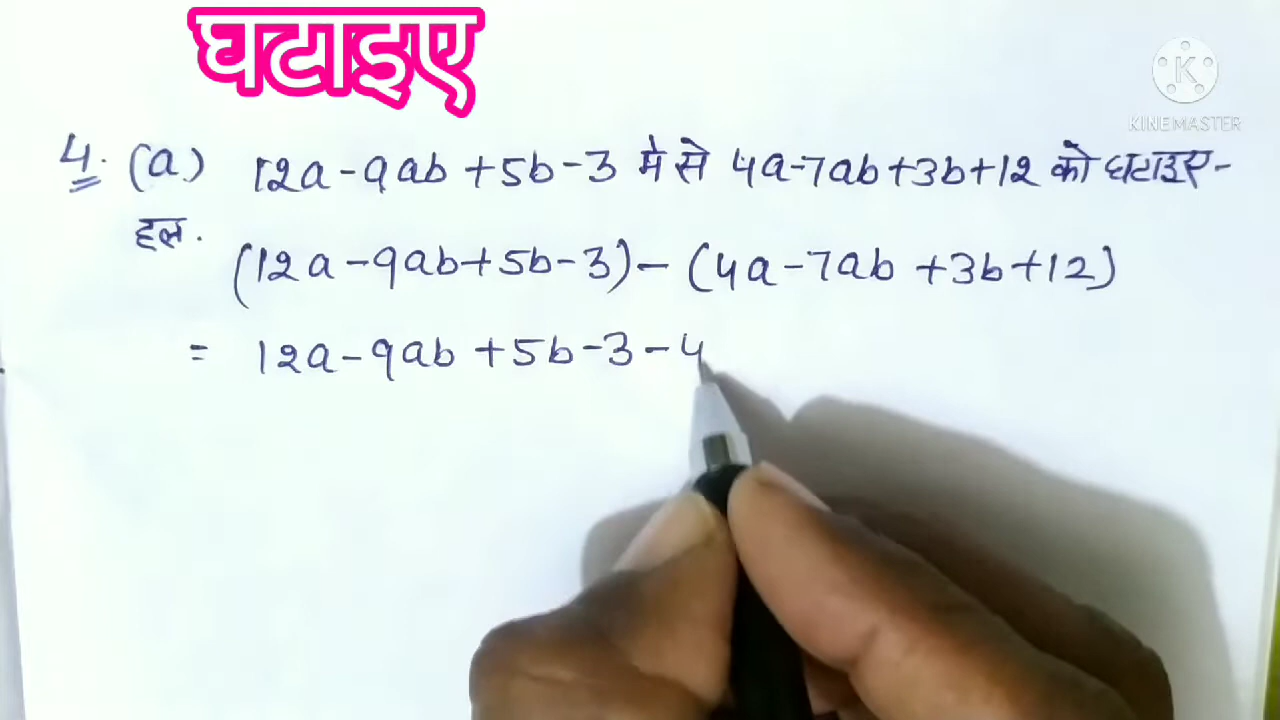 घटाइए
KINEMASTER
4. (a) 12a-9ab+5b-3 में से 4a-7ab+3b+12 को घटाइए-
हल.
(12a-9ab+5b-3)-(4a-7ab+3b+12)
= 12a-9ab+5b-3-4